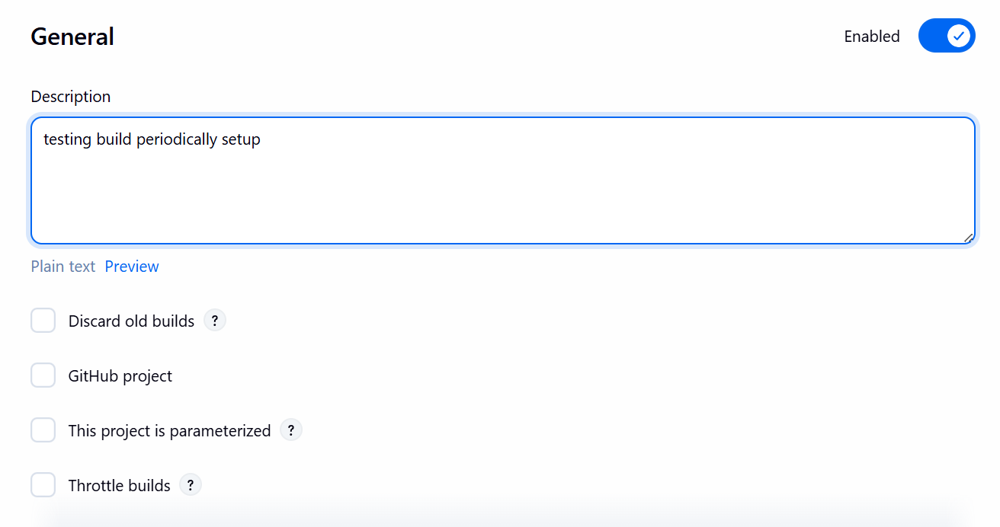 General
Enabled
Description
testing build periodically setup
Plain text Preview
Discard old builds ?
GitHub project
This project is parameterized ?
Throttle builds ?